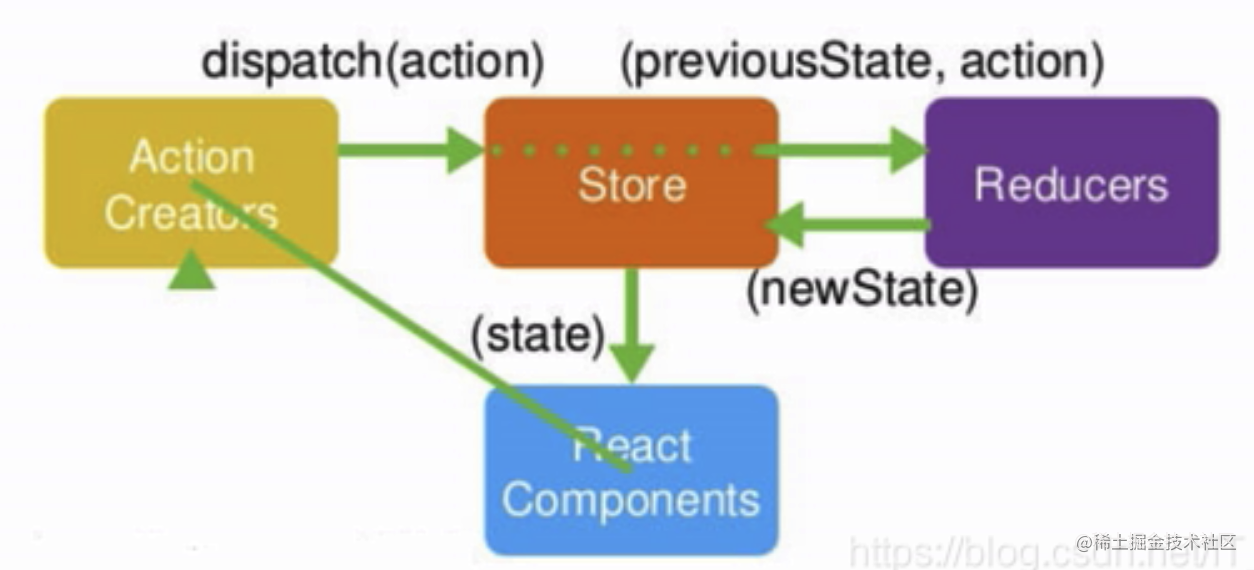 dispatch(action)
(previousState, action)
Action
Creators
Store
Reducers
(newState)
(state)
React
Components
@稀土掘金技术社区
https://blog.csdn.net/IT